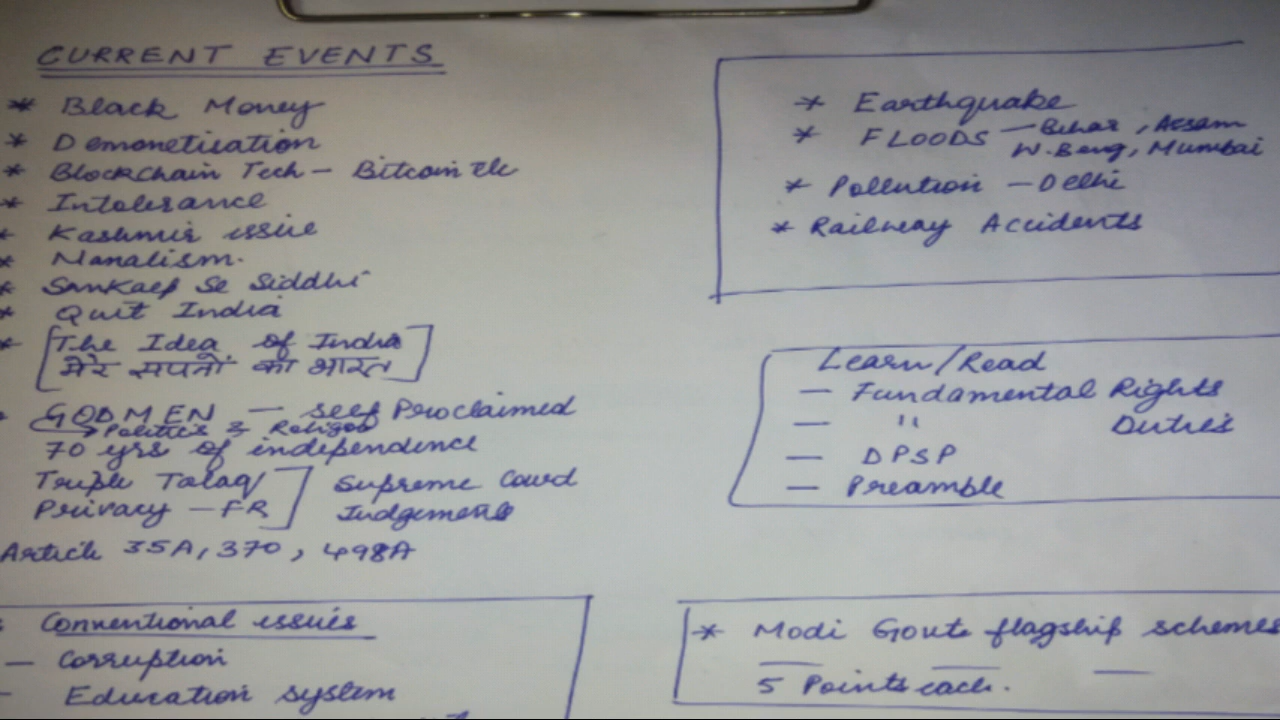 CURRENT EVENTS
* Black Money
* Demonetisation
* Blockchain Tech - Bitcoin etc
* Intolerance
* Kashmir issue
* Naxalism.
* Sankalp Se Siddhi
* Quit India
* [The Idea of India
मेरे सपनों का भारत]
GODMEN - self Proclaimed
→ Politics & Religion
70 yrs of independence
Triple Talaq/
Privacy - FR
] Supreme Court
Judgements
Article 35A, 370, 498A
Conventional issues
- Corruption
- Education system
* Earthquake
* FLOODS - Bihar, Assam
W. Beng, Mumbai
* Pollution - Delhi
* Railway Accidents
Learn/Read
- Fundamental Rights
- " Duties
- DPSP
- Preamble
* Modi Govts flagship schemes
5 Points each.